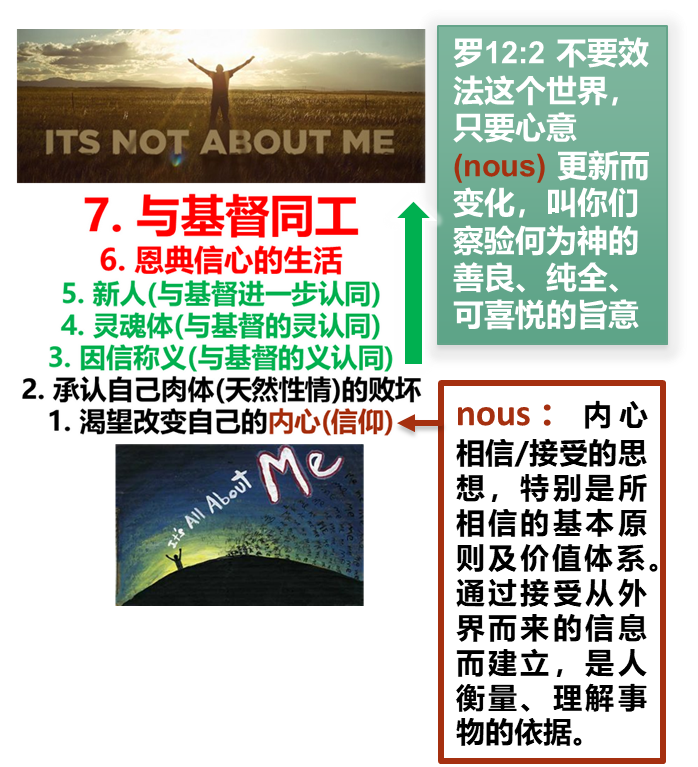 ITS NOT ABOUT ME
7. 与基督同工
6. 恩典信心的生活
5. 新人(与基督进一步认同)
4. 灵魂体(与基督的灵认同)
3. 因信称义(与基督的义认同)
2. 承认自己肉体(天然性情)的败坏
1. 渴望改变自己的内心(信仰)
It's All About Me
罗12:2 不要效
法这个世界，
只要心意
(nous) 更新而
变化，叫你们
察验何为神的
善良、纯全、
可喜悦的旨意
nous：内心
相信/接受的思
想，特别是所
相信的基本原
则及价值体系。
通过接受从外
界而来的信息
而建立，是人
衡量、理解事
物的依据。